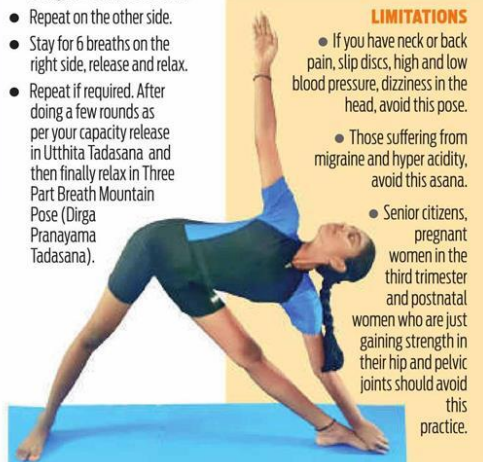 ● Repeat on the other side.
● Stay for 6 breaths on the
right side, release and relax.
● Repeat if required. After
doing a few rounds as
per your capacity release
in Utthita Tadasana and
then finally relax in Three
Part Breath Mountain
Pose (Dirga
Pranayama
Tadasana).
LIMITATIONS
● If you have neck or back
pain, slip discs, high and low
blood pressure, dizziness in the
head, avoid this pose.
● Those suffering from
migraine and hyper acidity,
avoid this asana.
● Senior citizens,
pregnant
women in the
third trimester
and postnatal
women who are just
gaining strength in
their hip and pelvic
joints should avoid
this
practice.